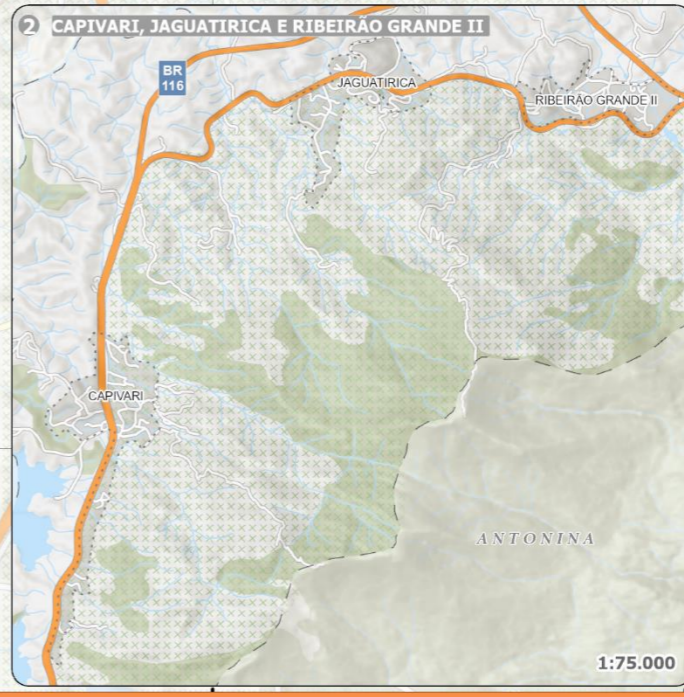 2 CAPIVARI, JAGUATIRICA E RIBEIRÃO GRANDE II
BR
116
JAGUATIRICA
RIBEIRÃO GRANDE II
CAPIVARI
ANTONINA
1:75.000